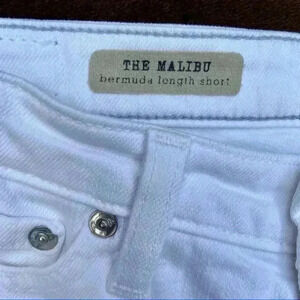 THE MALIBU
bermuda length short